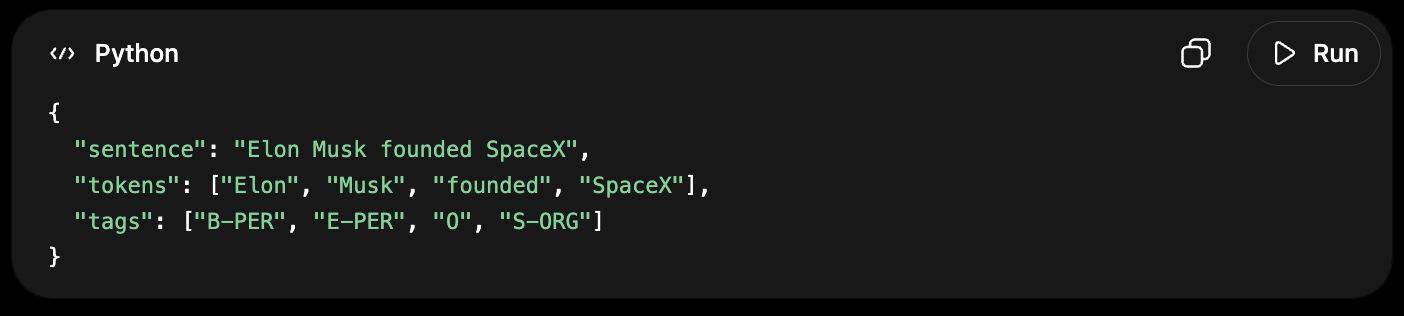 Python
Run
{
"sentence": "Elon Musk founded SpaceX",
"tokens": ["Elon", "Musk", "founded", "SpaceX"],
"tags": ["B-PER", "E-PER", "O", "S-ORG"]
}